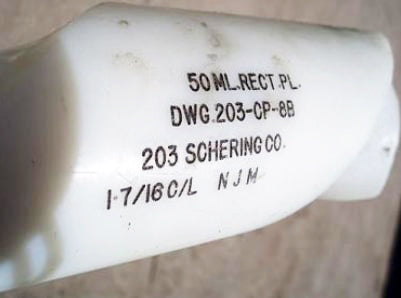 50 ML. RECT. PL.
DWG. 203-CP-8B
203 SCHERING CO.
1-7/16 C/L N J M